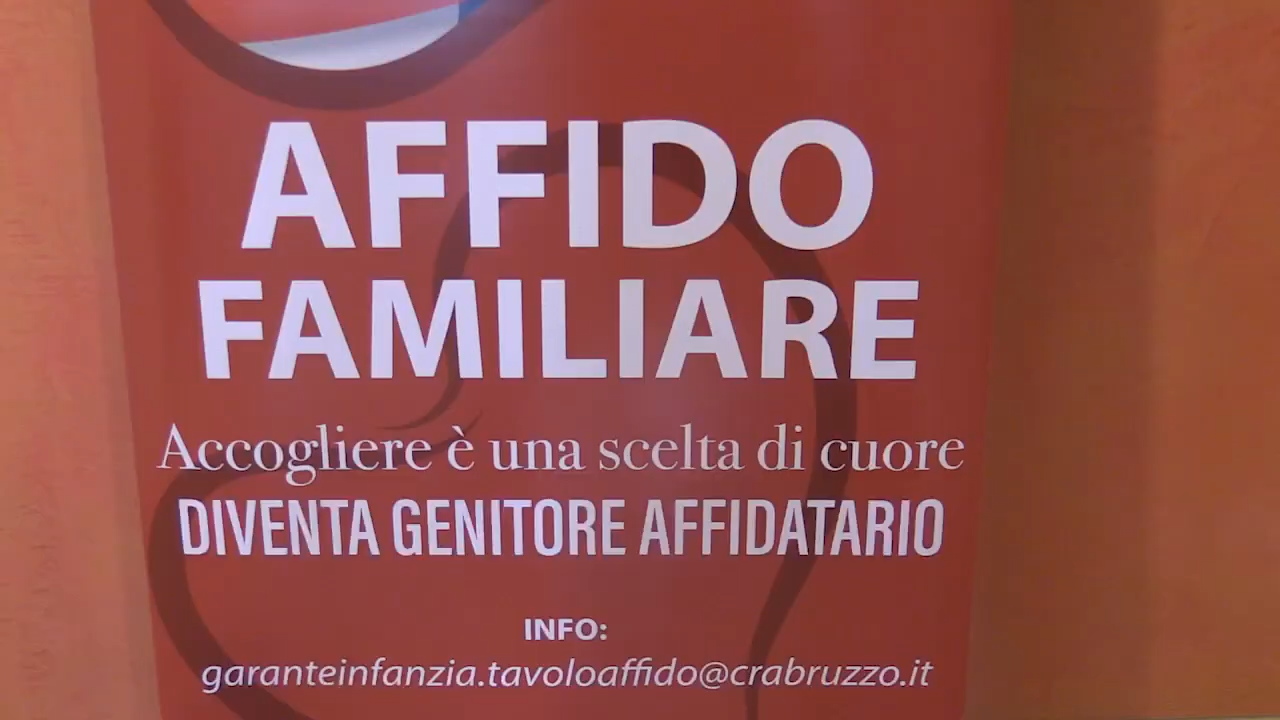 AFFIDO
FAMILIARE
Accogliere è una scelta di cuore
DIVENTA GENITORE AFFIDATARIO
INFO:
garanteinfanzia.tavoloaffido@crabruzzo.it